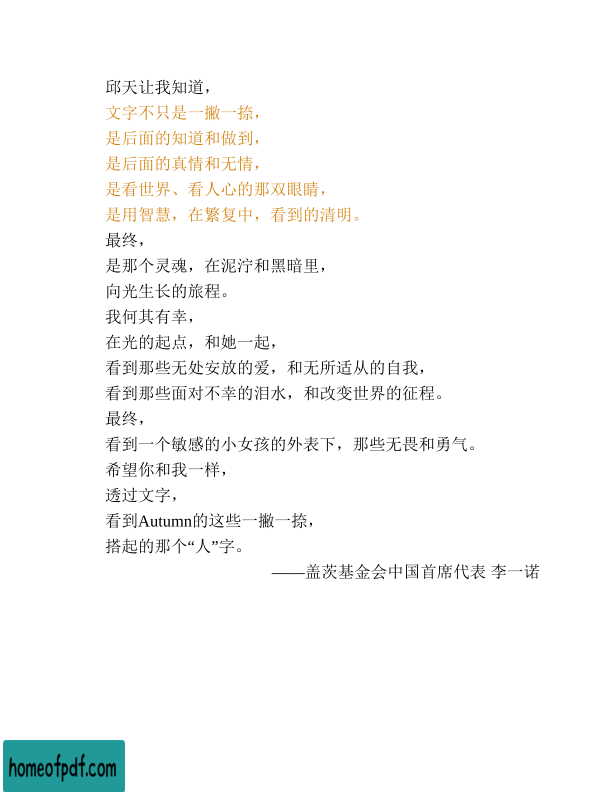 邱天让我知道，
文字不只是一撇一捺，
是后面的知道和做到，
是后面的真情和无情，
是看世界、看人心的那双眼睛，
是用智慧，在繁复中，看到的清明。
最终，
是那个灵魂，在泥泞和黑暗里，
向光生长的旅程。
我何其有幸，
在光的起点，和她一起，
看到那些无处安放的爱，和无所适从的自我，
看到那些面对不幸的泪水，和改变世界的征程。
最终，
看到一个敏感的小女孩的外表下，那些无畏和勇气。
希望你和我一样，
透过文字，
看到Autumn的这些一撇一捺，
搭起的那个“人”字。
——盖茨基金会中国首席代表 李一诺
homeofpdf.com